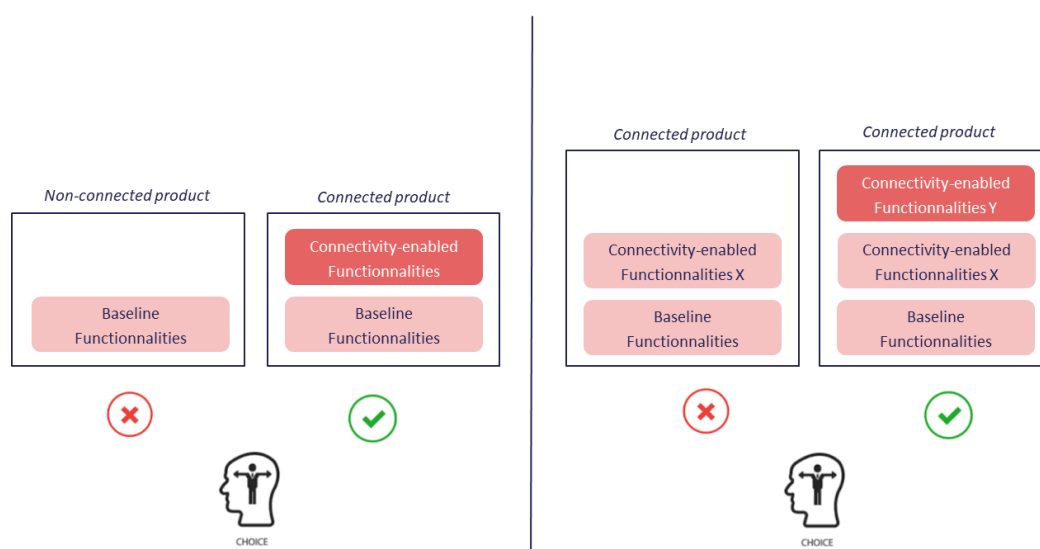 Non-connected product
Connected product
Connectivity-enabled
Functionnalities
Baseline
Functionnalities
Baseline
Functionnalities
CHOICE
Connected product
Connected product
Connectivity-enabled
Functionnalities Y
Connectivity-enabled
Functionnalities X
Connectivity-enabled
Functionnalities X
Baseline
Functionnalities
Baseline
Functionnalities
CHOICE